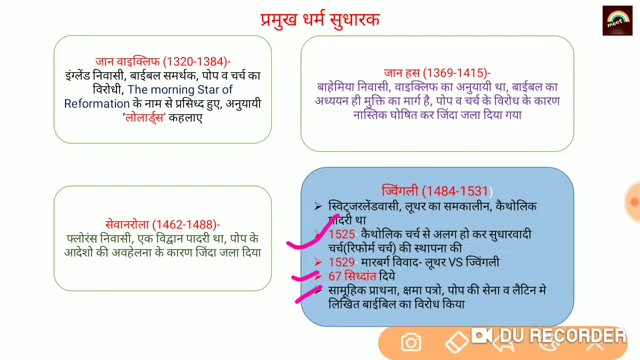 प्रमुख धर्म सुधारक
जान वाइक्लिफ (1320-1384)-
इंग्लेंड निवासी, बाईबल समर्थक, पोप व चर्च का
विरोधी, The morning Star of
Reformation के नाम से प्रसिध्द हुए, अनुयायी
‘लोलार्ड्स’ कहलाए
जान हस (1369-1415)-
बाहेमिया निवासी, वाइक्लिफ का अनुयायी था, बाईबल का
अध्ययन ही मुक्ति का मार्ग है, पोप व चर्च के विरोध के कारण
नास्तिक घोषित कर जिंदा जला दिया गया
सेवानरोला (1462-1488)-
फ्लोरंस निवासी, एक विद्वान पादरी था, पोप के
आदेशो की अवहेलना के कारण जिंदा जला दिया
ज्विंगली (1484-1531)
स्विट्जरलेंडवासी, लूथर का समकालीन, कैथोलिक
पादरी था
1525- कैथोलिक चर्च से अलग हो कर सुधारवादी
चर्च(रिफोर्म चर्च) की स्थापना की
1529- मारबर्ग विवाद- लूथर VS ज्विंगली
67 सिध्दांत दिये
सामूहिक प्राथना, क्षमा पत्रो, पोप की सेना व लैटिन मे
लिखित बाईबिल का विरोध किया
DU RECORDER